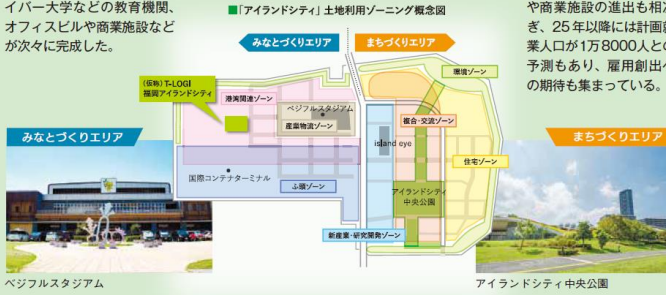 イバー大学などの教育機関、
オフィスビルや商業施設など
が次々に完成した。
■「アイランドシティ」土地利用ゾーニング概念図
みなとづくりエリア
まちづくりエリア
や商業施設の進出も相次
ぎ、25年以降には計画就
業人口が1万8000人との
予測もあり、雇用創出へ
の期待も集まっている。
(仮称)T-LOGI
福岡アイランドシティ
港湾関連ゾーン
ベジフルスタジアム
産業物流ゾーン
環境ゾーン
複合・交流ゾーン
island eye
住宅ゾーン
国際コンテナターミナル
ふ頭ゾーン
アイランドシティ
中央公園
新産業・研究開発ゾーン
みなとづくりエリア
ベジフルスタジアム
まちづくりエリア
アイランドシティ中央公園